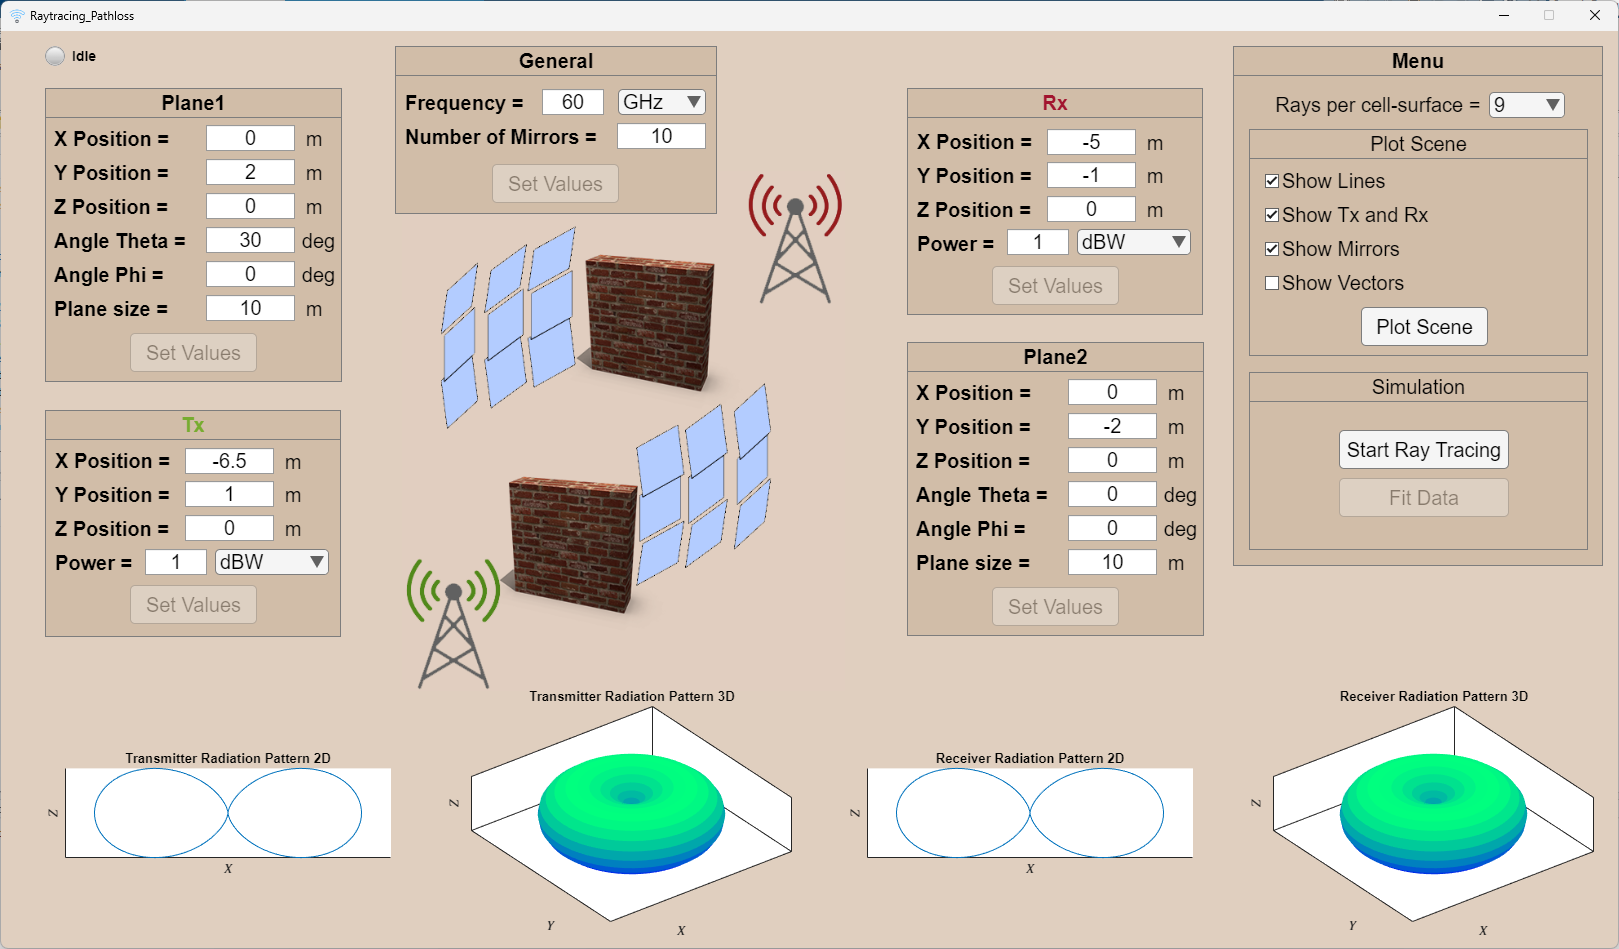 Raytracing_Pathloss
Idle
Plane1
X Position = 0 m
Y Position = 2 m
Z Position = 0 m
Angle Theta = 30 deg
Angle Phi = 0 deg
Plane size = 10 m
Set Values
Tx
X Position = -6.5 m
Y Position = 1 m
Z Position = 0 m
Power = 1 dBW
Set Values
General
Frequency = 60 GHz
Number of Mirrors = 10
Set Values
Rx
X Position = -5 m
Y Position = -1 m
Z Position = 0 m
Power = 1 dBW
Set Values
Plane2
X Position = 0 m
Y Position = -2 m
Z Position = 0 m
Angle Theta = 0 deg
Angle Phi = 0 deg
Plane size = 10 m
Set Values
Menu
Rays per cell-surface = 9
Plot Scene
Show Lines
Show Tx and Rx
Show Mirrors
Show Vectors
Plot Scene
Simulation
Start Ray Tracing
Fit Data
Transmitter Radiation Pattern 2D
Z
X
Transmitter Radiation Pattern 3D
Z
Y
X
Receiver Radiation Pattern 2D
Z
X
Receiver Radiation Pattern 3D
Z
Y
X